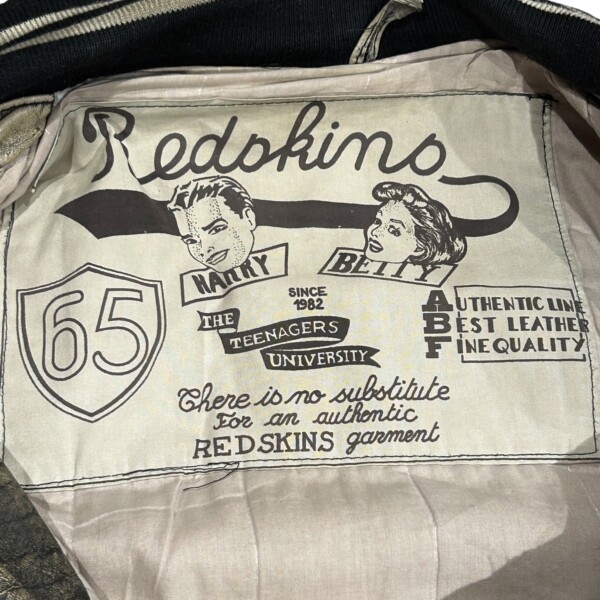 Redskins
HARRY
BETTY
65
SINCE
1982
THE
TEENAGERS
UNIVERSITY
AUTHENTIC LINE
BEST LEATHER
FINE QUALITY
There is no substitute
For an authentic
REDSKINS garment